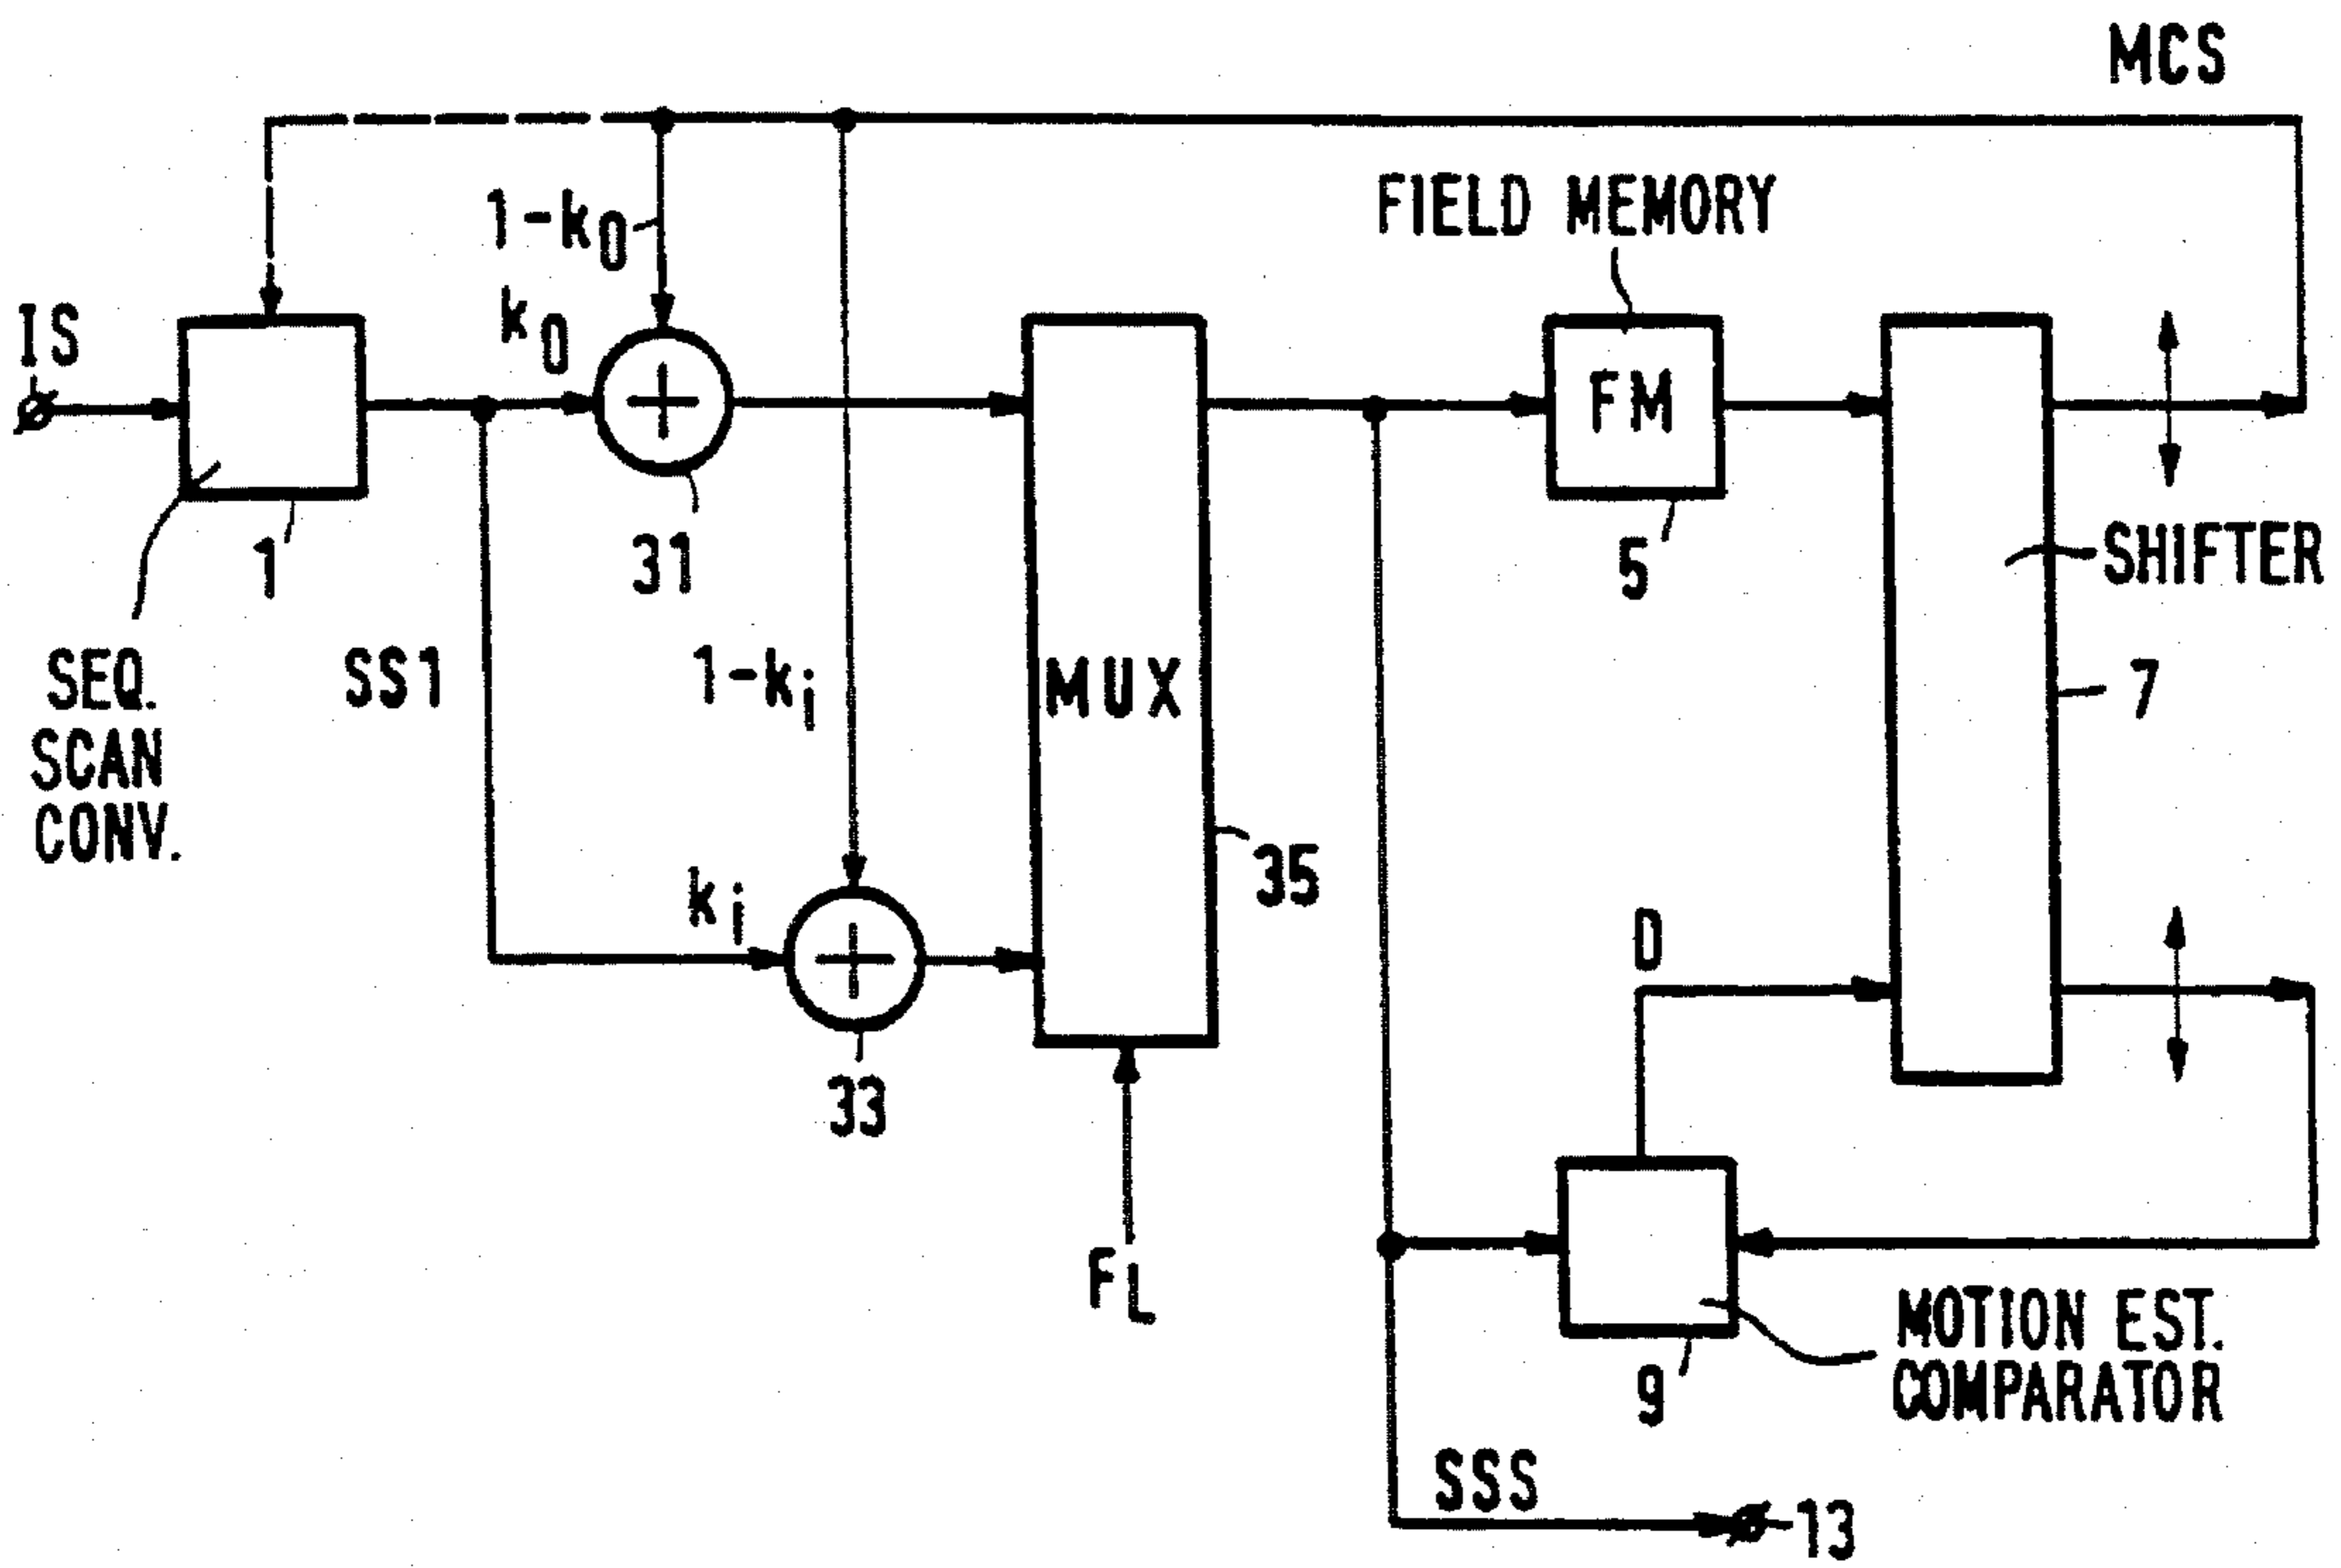 MCS
1-k0
FIELD MEMORY
k0
IS
FM
1
31
5
SHIFTER
SEQ.
SCAN
CONV.
SS1
1-ki
MUX
7
35
ki
D
33
FL
MOTION EST.
COMPARATOR
9
SSS
13